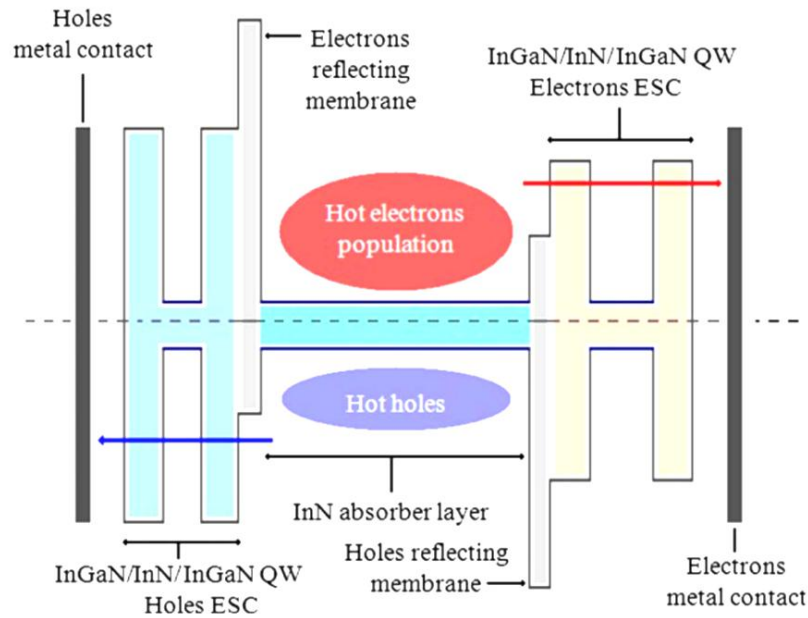 Holes
metal contact
Electrons
reflecting
membrane
InGaN/InN/InGaN QW
Electrons ESC
Hot electrons
population
Hot holes
InN absorber layer
Holes reflecting
membrane
InGaN/InN/InGaN QW
Holes ESC
Electrons
metal contact